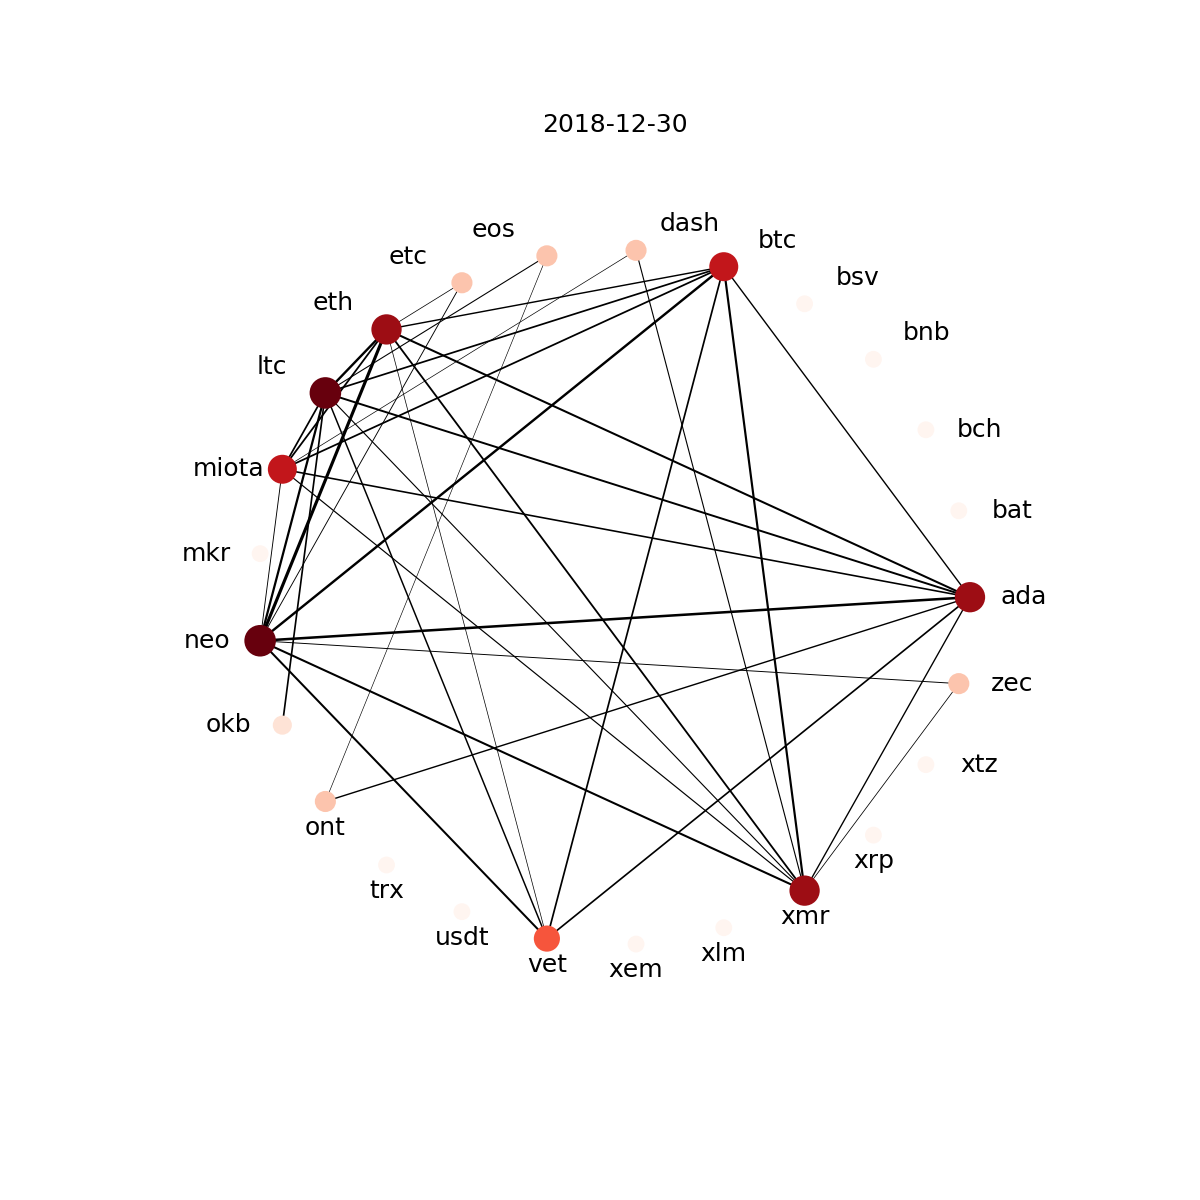 2018-12-30
dash
eos
btc
etc
bsv
eth
bnb
ltc
bch
miota
bat
mkr
ada
neo
zec
okb
xtz
ont
xrp
trx
xmr
usdt
xlm
vet
xem